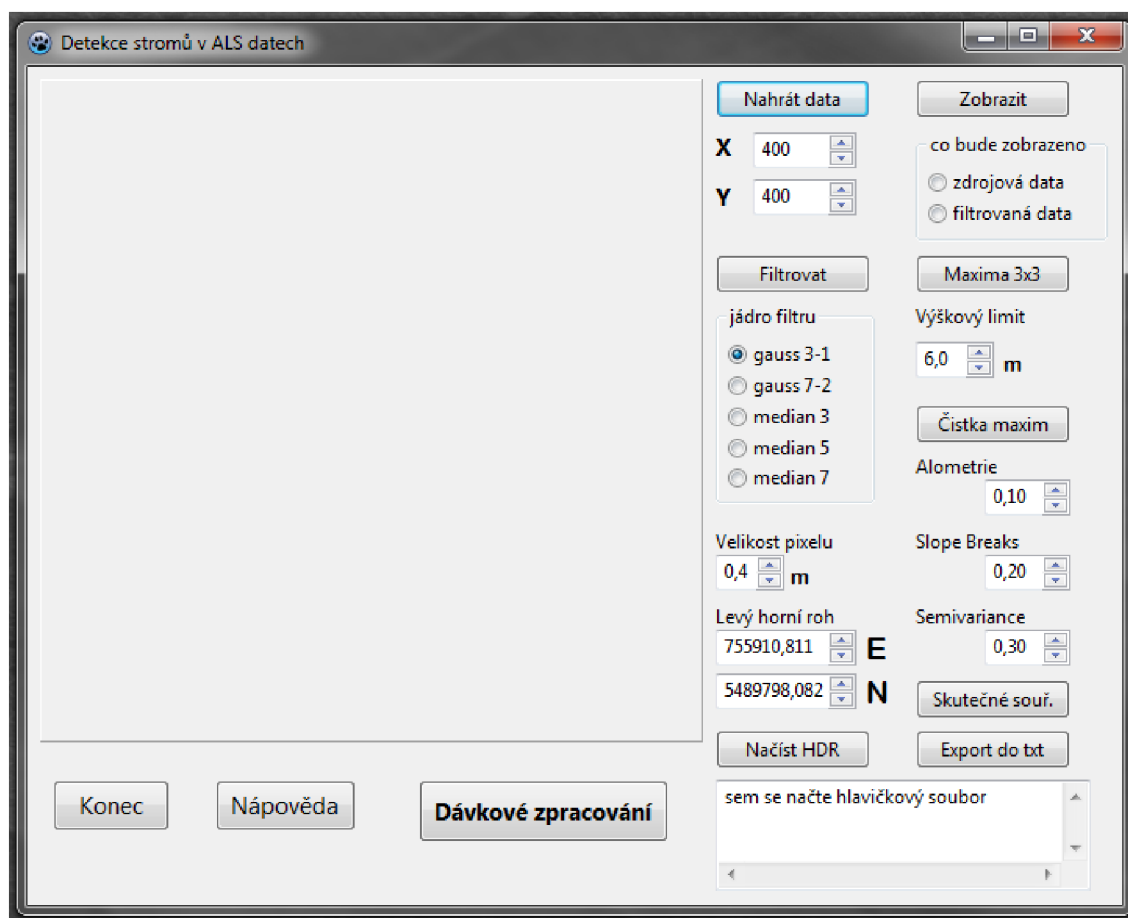 Detekce stromů v ALS datech
Nahrát data
Zobrazit
X 400
Y 400
co bude zobrazeno
zdrojová data
filtrovaná data
Filtrovat
Maxima 3x3
jádro filtru
gauss 3-1
gauss 7-2
median 3
median 5
median 7
Výškový limit
6,0 m
Čistka maxim
Alometrie
0,10
Velikost pixelu
0,4 m
Slope Breaks
0,20
Levý horní roh
755910,811 E
5489798,082 N
Semivariance
0,30
Skutečné souř.
Načíst HDR
Export do txt
Konec
Nápověda
Dávkové zpracování
sem se načte hlavičkový soubor